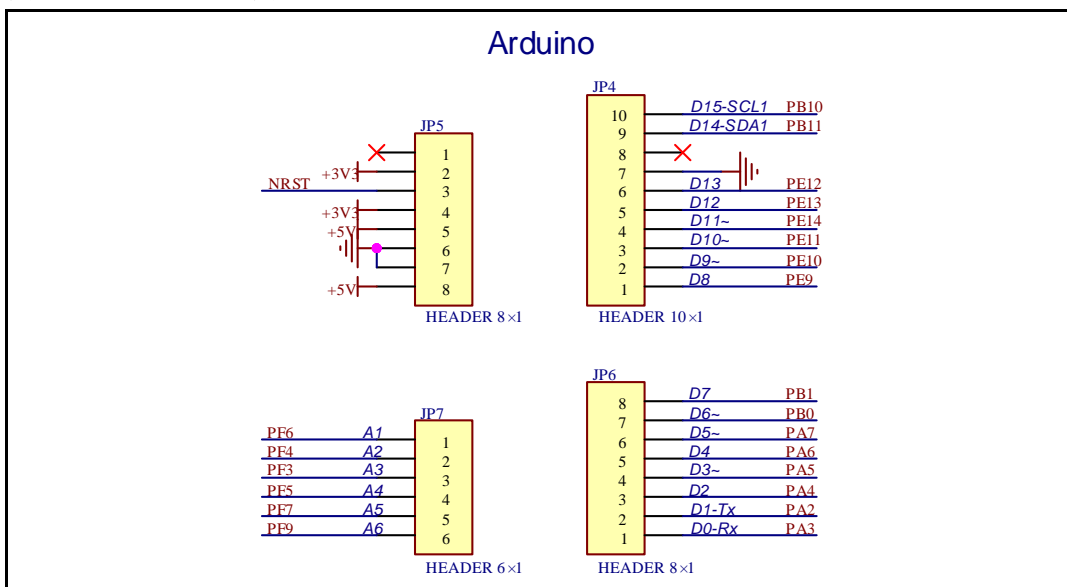 Arduino
JP5
1
+3V3 2
NRST 3
+3V3 4
+5V 5
6
7
+5V 8
HEADER 8×1
JP4
10 D15-SCL1 PB10
9 D14-SDA1 PB11
8
7
6 D13 PE12
5 D12 PE13
4 D11~ PE14
3 D10~ PE11
2 D9~ PE10
1 D8 PE9
HEADER 10×1
JP7
PF6 A1 1
PF4 A2 2
PF3 A3 3
PF5 A4 4
PF7 A5 5
PF9 A6 6
HEADER 6×1
JP6
8 D7 PB1
7 D6~ PB0
6 D5~ PA7
5 D4 PA6
4 D3~ PA5
3 D2 PA4
2 D1-Tx PA2
1 D0-Rx PA3
HEADER 8×1